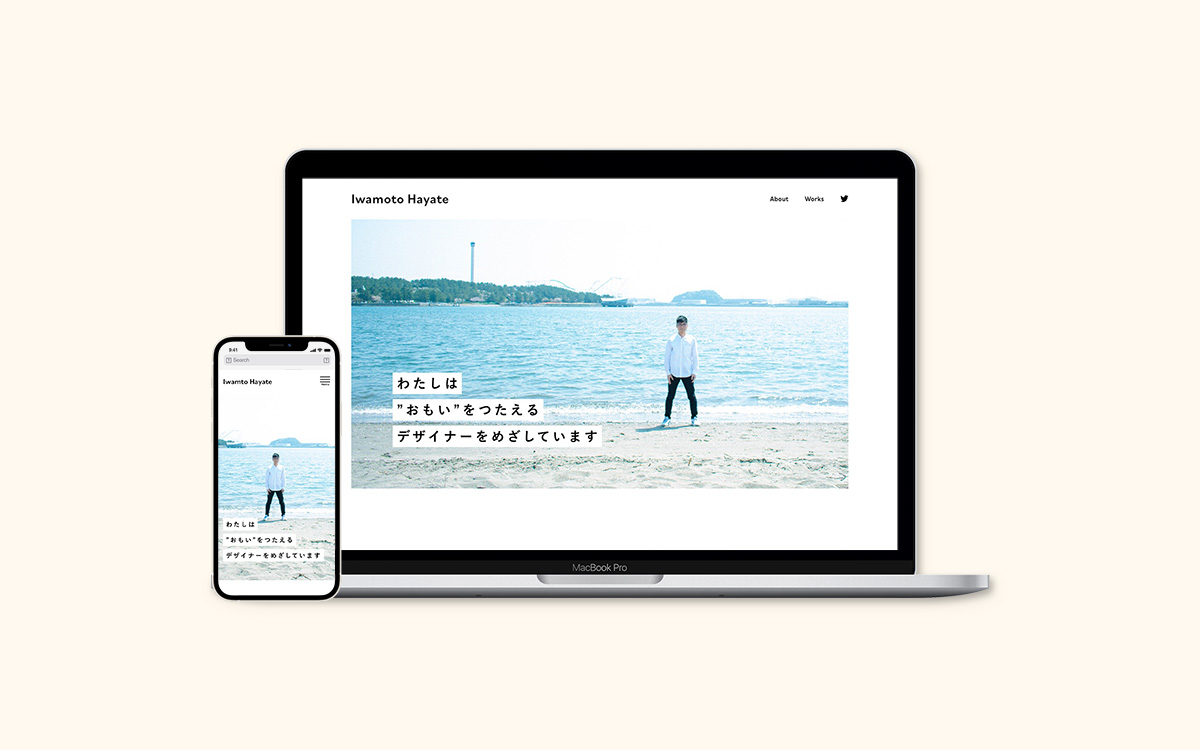 Iwamoto Hayate
About
Works
わたしは
”おもい”をつたえる
デザイナーをめざしています
MacBook Pro
9:41
Search
Iwamto Hayate
わたしは
”おもい”をつたえる
デザイナーをめざしています